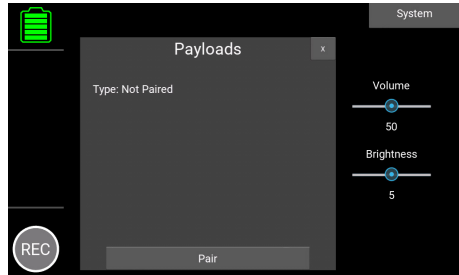 System
Payloads
x
Type: Not Paired
Volume
50
Brightness
5
REC
Pair